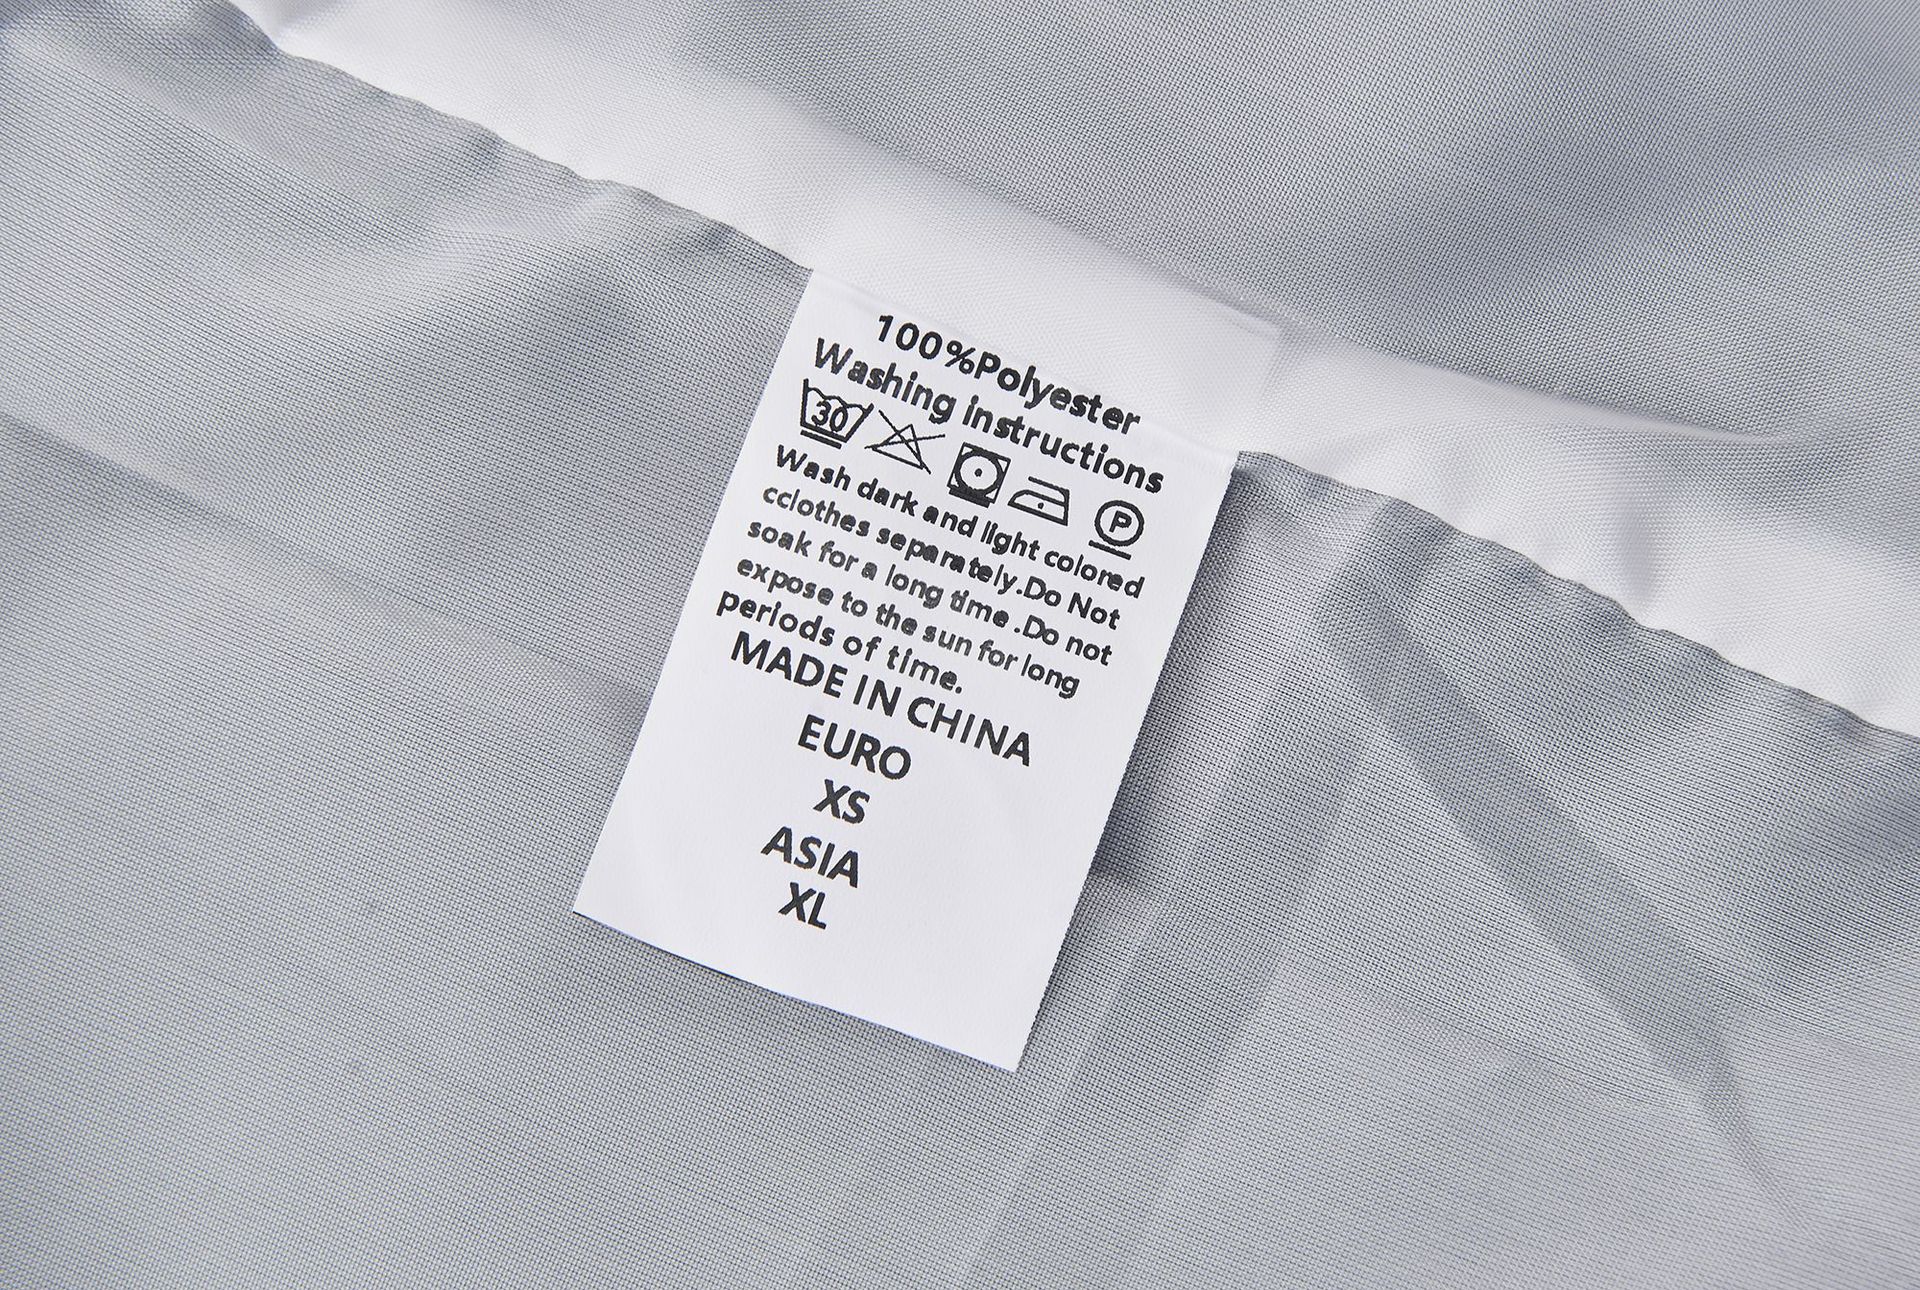 100%Polyester
Washing instructions
30 P
Wash dark and light colored
cclothes separately.Do Not
soak for a long time .Do not
expose to the sun for long
periods of time.
MADE IN CHINA
EURO
XS
ASIA
XL